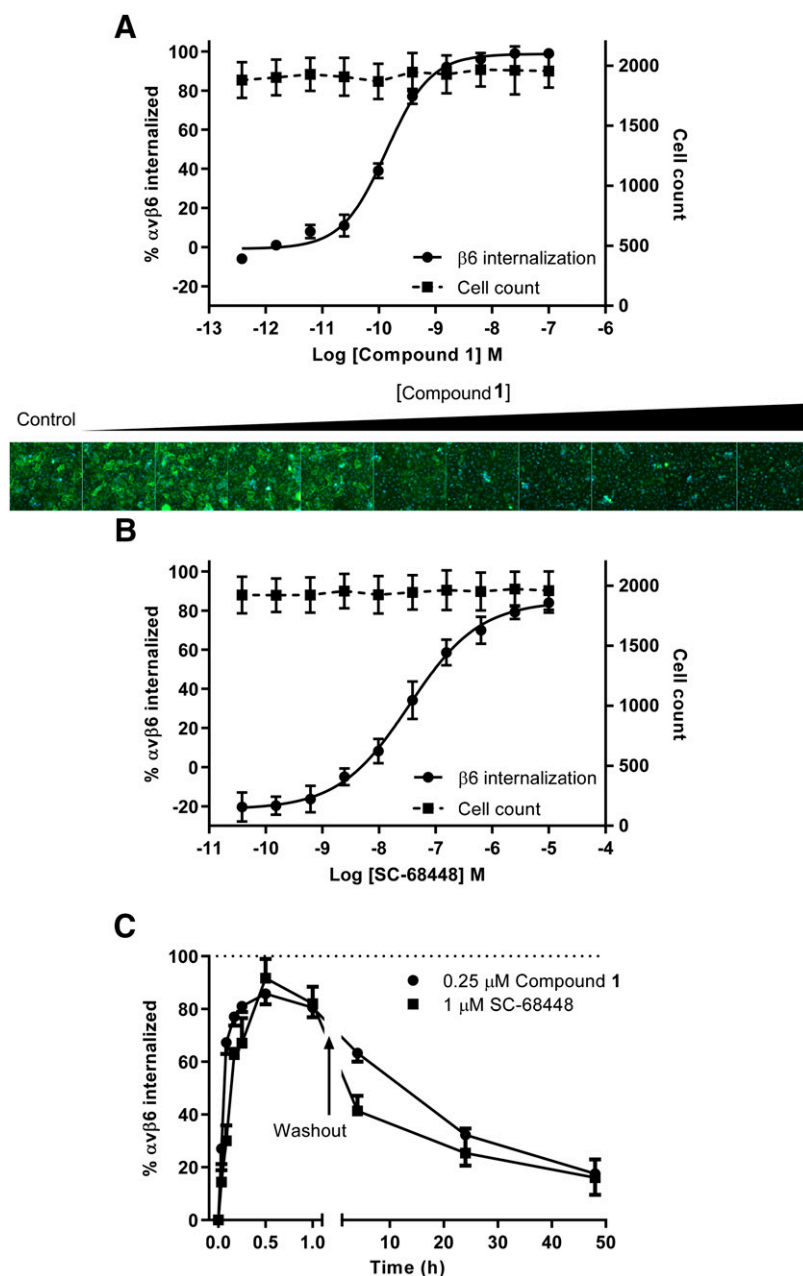 A
100
80
60
40
20
0
-20
% αvβ6 internalized
2000
1500
1000
500
0
Cell count
β6 internalization
Cell count
-13 -12 -11 -10 -9 -8 -7 -6
Log [Compound 1] M
[Compound 1]
Control
B
100
80
60
40
20
0
-20
% αvβ6 internalized
2000
1500
1000
500
0
Cell count
β6 internalization
Cell count
-11 -10 -9 -8 -7 -6 -5 -4
Log [SC-68448] M
C
100
80
60
40
20
0
% αvβ6 internalized
0.25 μM Compound 1
1 μM SC-68448
Washout
0.0 0.5 1.0 10 20 30 40 50
Time (h)